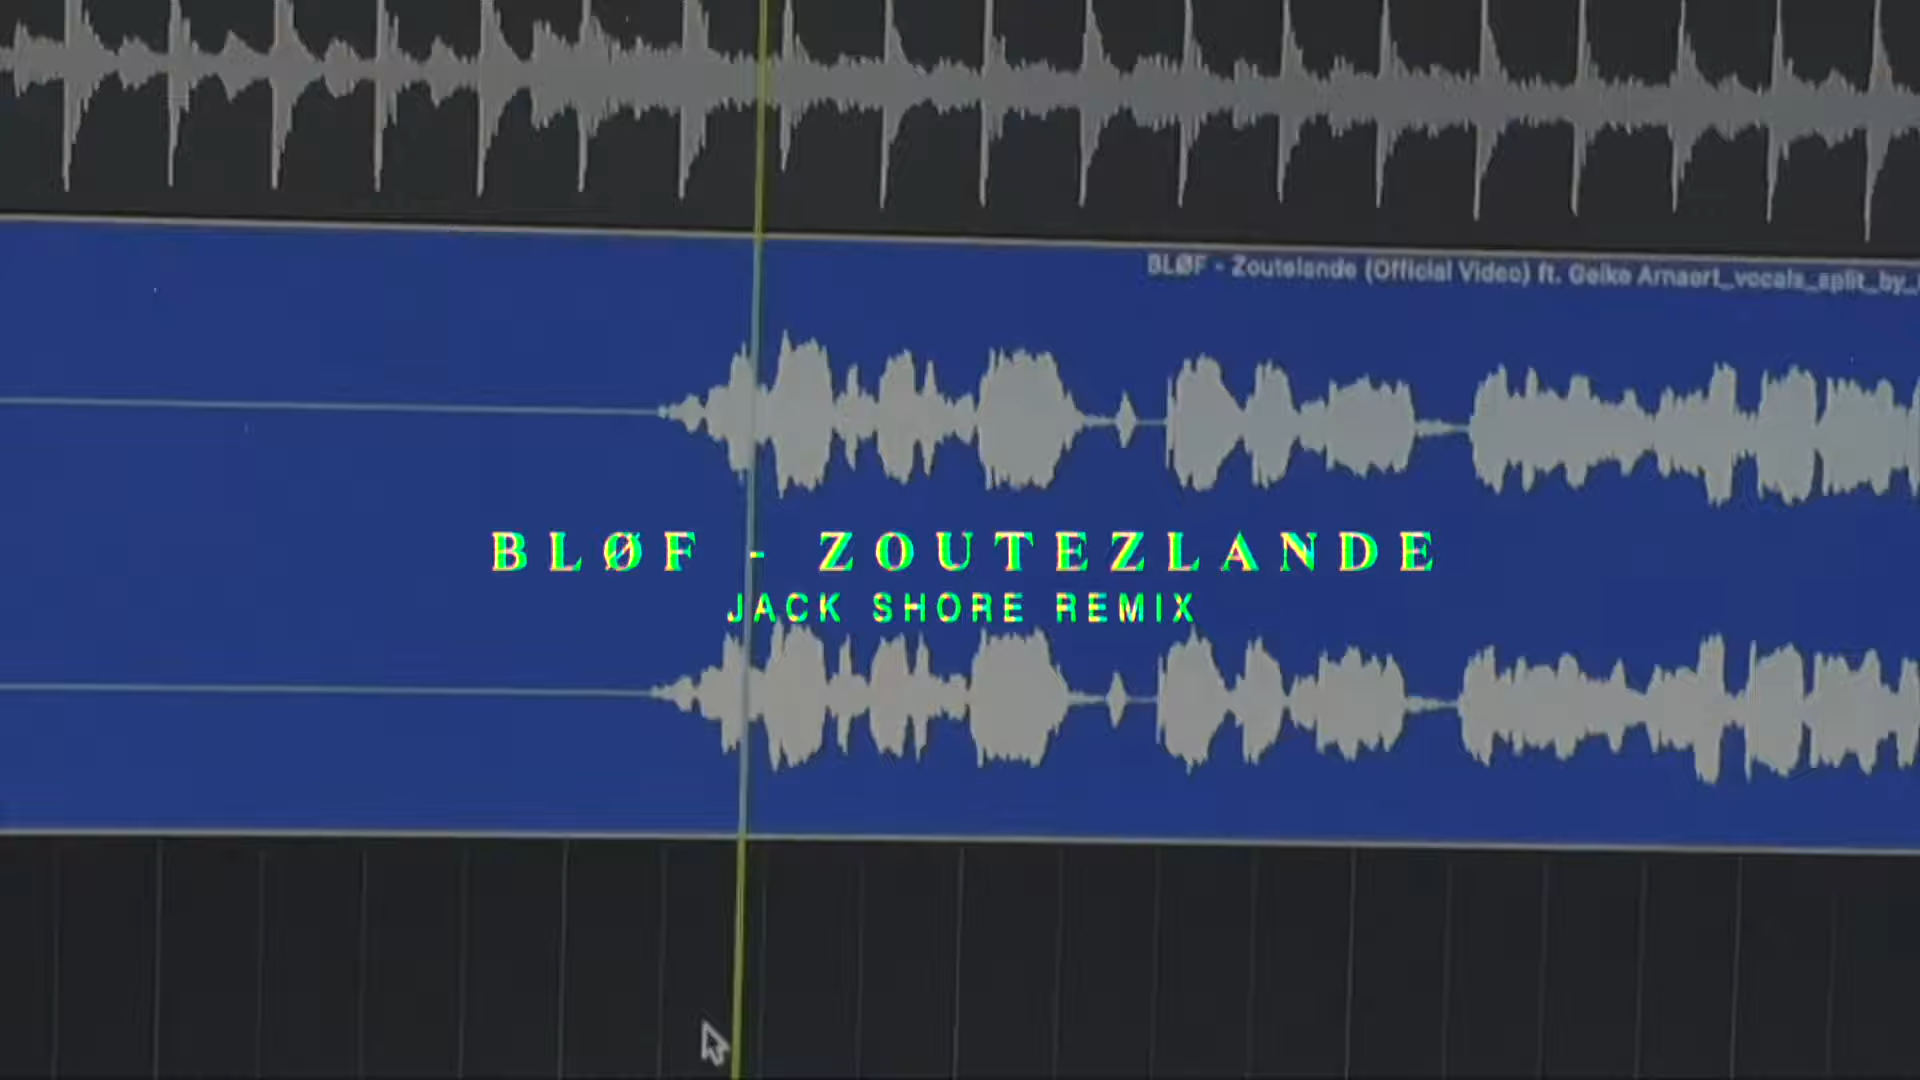 BLØF - Zoutelande (Official Video) ft. Geike Arnaert_vocals_split_by_
BLØF - ZOUTEZLANDE
JACK SHORE REMIX